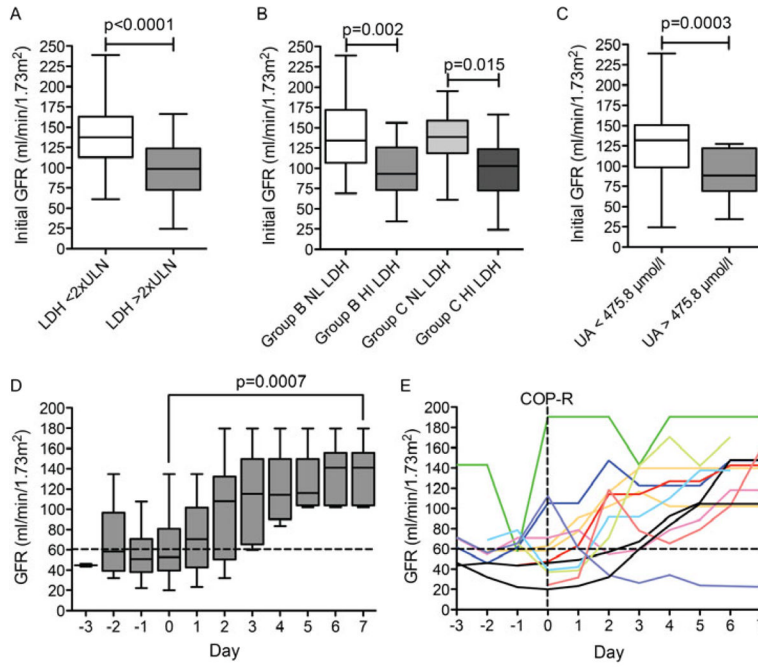 A
p<0.0001
Initial GFR (ml/min/1.73m²)
250
225
200
175
150
125
100
75
50
25
0
LDH <2xULN
LDH >2xULN
B
p=0.002
p=0.015
Initial GFR (ml/min/1.73m²)
250
225
200
175
150
125
100
75
50
25
0
Group B NL LDH
Group B HI LDH
Group C NL LDH
Group C HI LDH
C
p=0.0003
Initial GFR (ml/min/1.73m²)
250
225
200
175
150
125
100
75
50
25
0
UA < 475.8 µmol/l
UA > 475.8 µmol/l
D
p=0.0007
GFR (ml/min/1.73m²)
200
180
160
140
120
100
80
60
40
20
0
-3 -2 -1 0 1 2 3 4 5 6 7
Day
E
COP-R
GFR (ml/min/1.73m²)
200
180
160
140
120
100
80
60
40
20
0
-3 -2 -1 0 1 2 3 4 5 6 7
Day